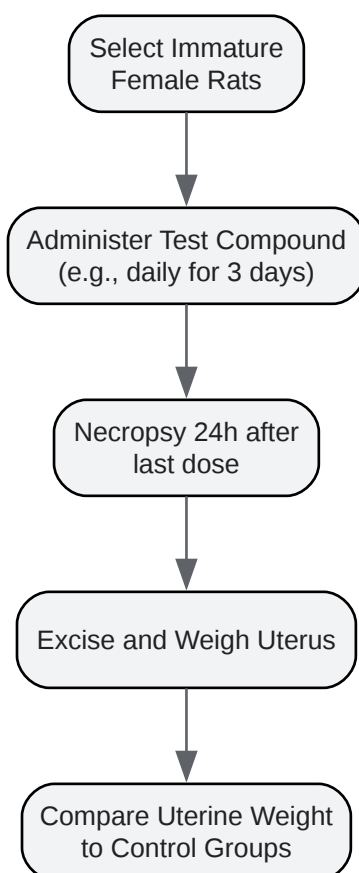 Select Immature
Female Rats
Administer Test Compound
(e.g., daily for 3 days)
Necropsy 24h after
last dose
Excise and Weigh Uterus
Compare Uterine Weight
to Control Groups